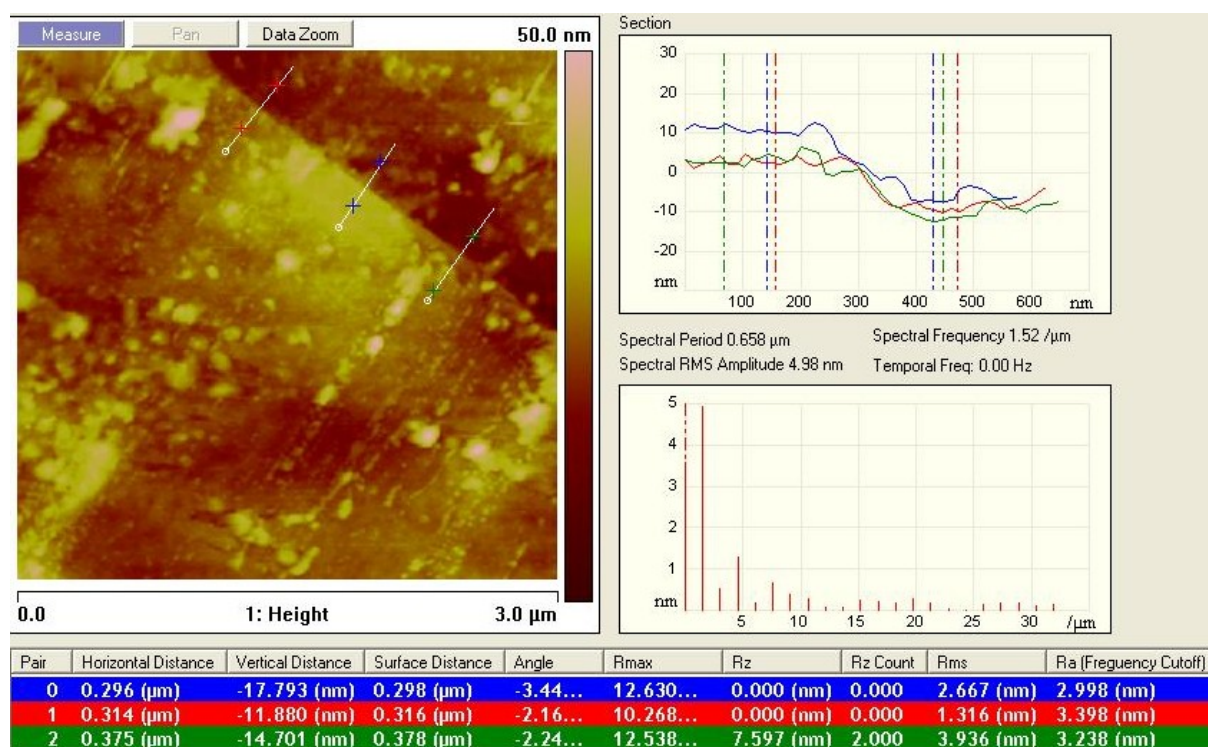 Measure Pan Data Zoom 50.0 nm
0.0 1: Height 3.0 µm
Section
30
20
10
0
-10
-20
nm
100 200 300 400 500 600 nm
Spectral Period 0.658 µm Spectral Frequency 1.52 /µm
Spectral RMS Amplitude 4.98 nm Temporal Freq: 0.00 Hz
5
4
3
2
1
nm
5 10 15 20 25 30 /µm
Pair Horizontal Distance Vertical Distance Surface Distance Angle Rmax Rz Rz Count Rms Ra (Freguency Cutoff)
0 0.296 (µm) -17.793 (nm) 0.298 (µm) -3.44... 12.630... 0.000 (nm) 0.000 2.667 (nm) 2.998 (nm)
1 0.314 (µm) -11.880 (nm) 0.316 (µm) -2.16... 10.268... 0.000 (nm) 0.000 1.316 (nm) 3.398 (nm)
2 0.375 (µm) -14.701 (nm) 0.378 (µm) -2.24... 12.538... 7.597 (nm) 2.000 3.936 (nm) 3.238 (nm)